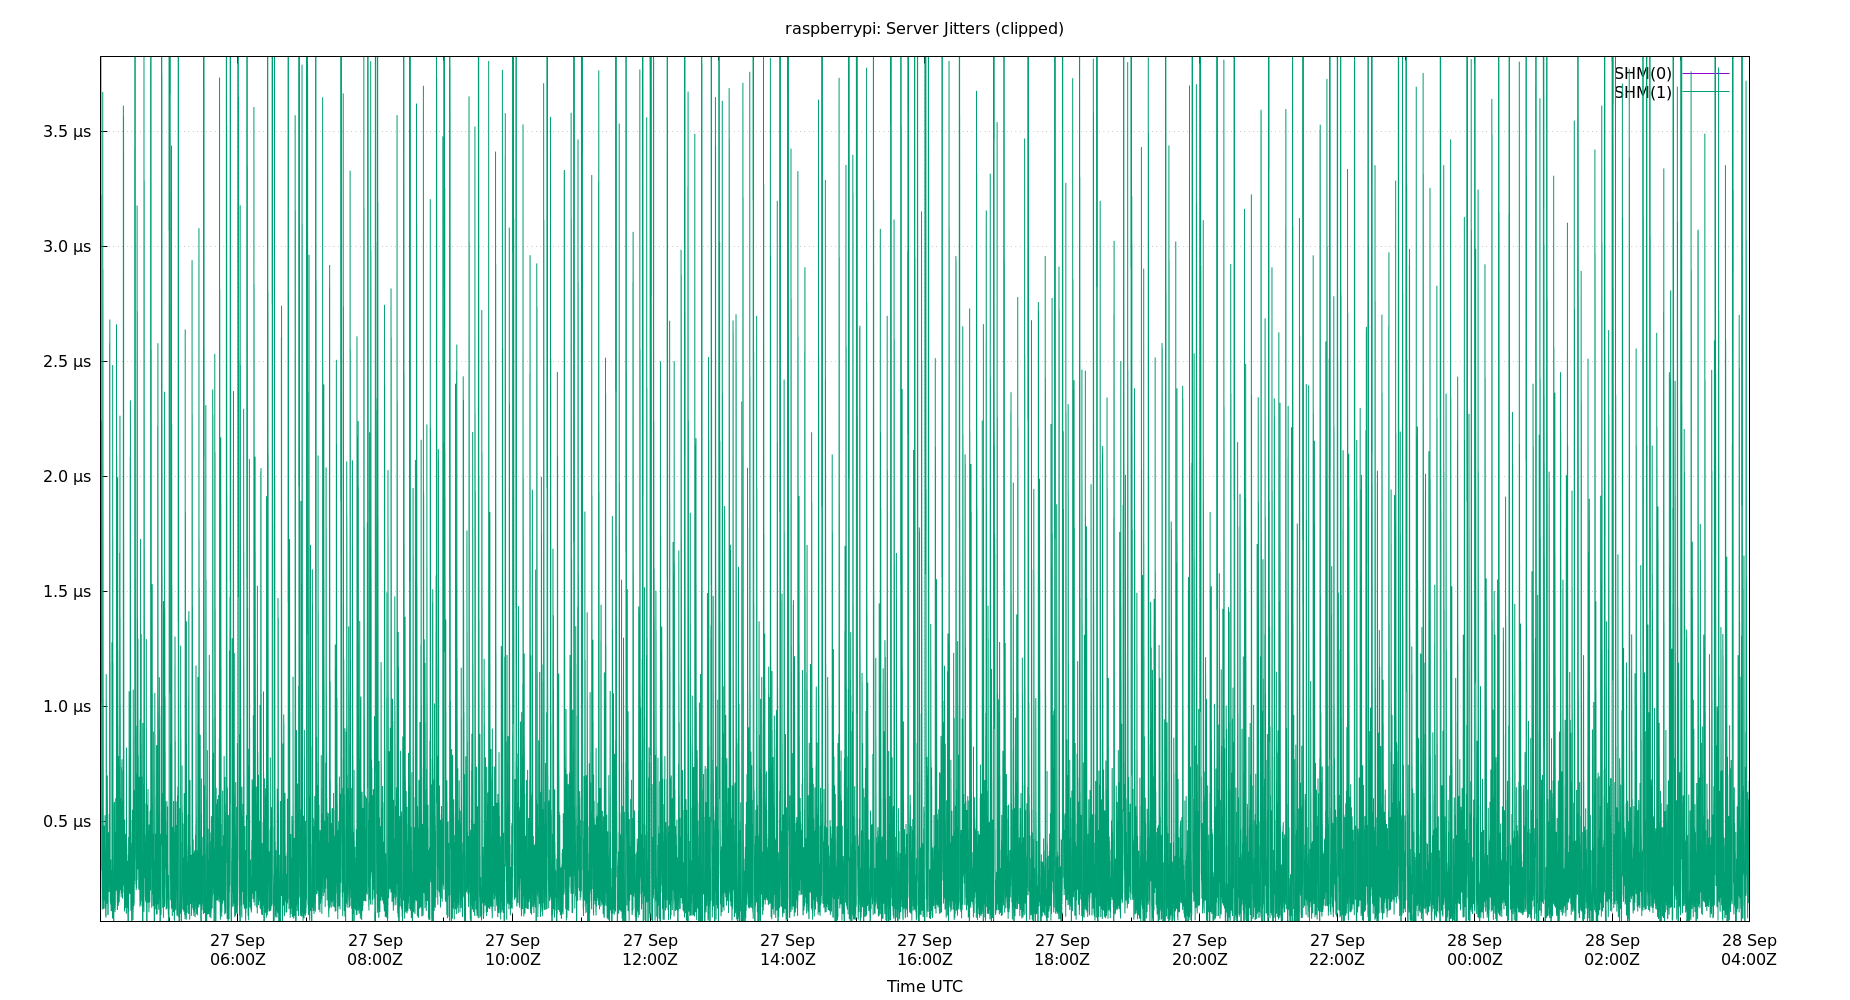 raspberrypi: Server Jitters (clipped)
SHM(0)
SHM(1)
3.5 µs
3.0 µs
2.5 µs
2.0 µs
1.5 µs
1.0 µs
0.5 µs
27 Sep 27 Sep 27 Sep 27 Sep 27 Sep 27 Sep 27 Sep 27 Sep 27 Sep 28 Sep 28 Sep 28 Sep
06:00Z 08:00Z 10:00Z 12:00Z 14:00Z 16:00Z 18:00Z 20:00Z 22:00Z 00:00Z 02:00Z 04:00Z
Time UTC